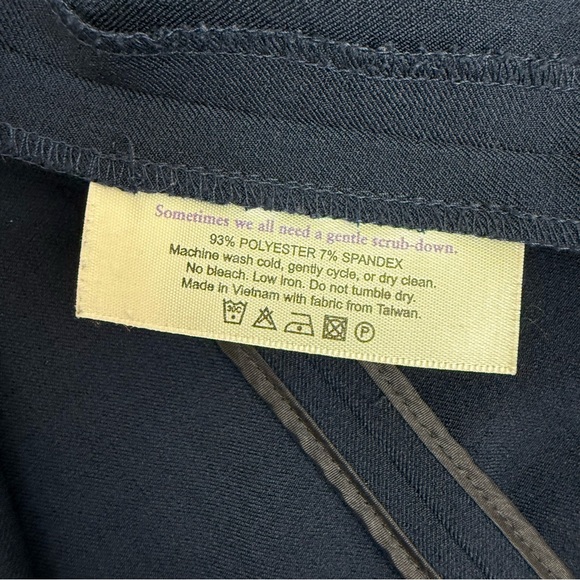 Sometimes we all need a gentle scrub-down.
93% POLYESTER 7% SPANDEX
Machine wash cold, gently cycle, or dry clean.
No bleach. Low iron. Do not tumble dry.
Made in Vietnam with fabric from Taiwan.
30C P